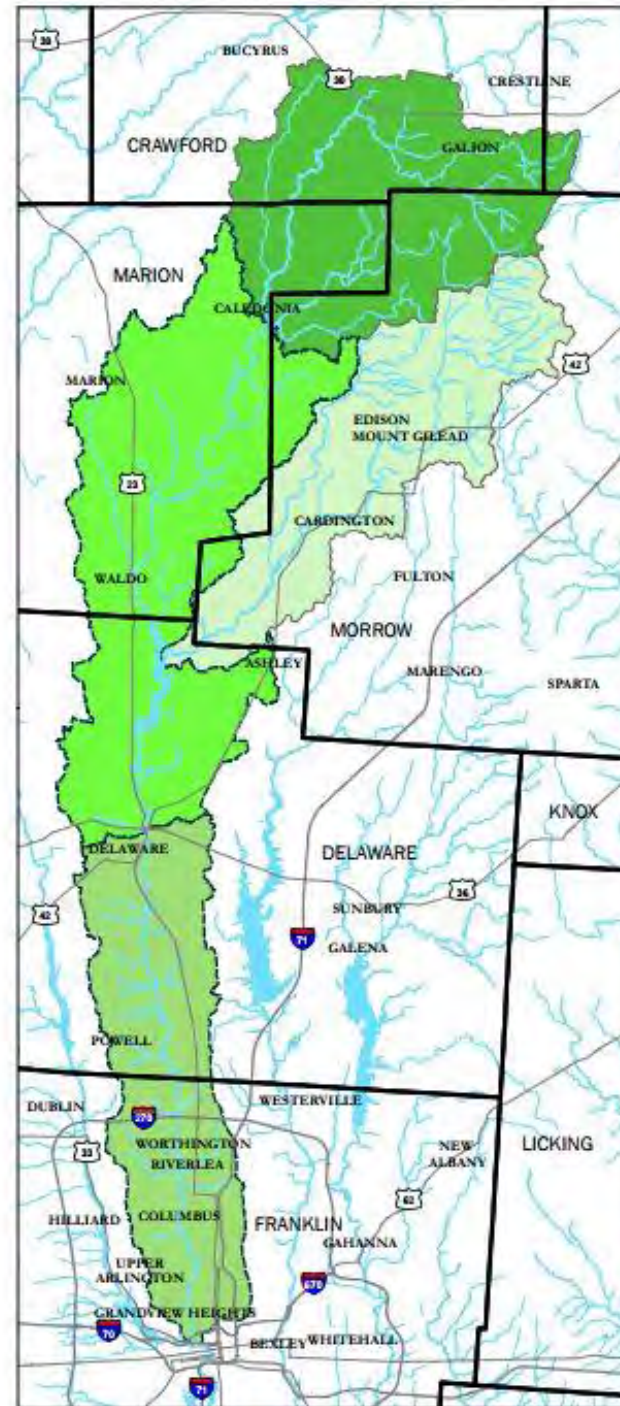 30
BUCYRUS
30
CRESTLINE
CRAWFORD
GALION
MARION
CALEDONIA
MARION
42
EDISON
MOUNT GILEAD
23
CARDINGTON
WALDO
FULTON
MORROW
ASHLEY
MARENGO
SPARTA
KNOX
DELAWARE
DELAWARE
36
42
SUNBURY
71
GALENA
POWELL
DUBLIN
WESTERVILLE
270
33
WORTHINGTON
RIVERLEA
NEW
ALBANY
LICKING
62
HILLIARD
COLUMBUS
FRANKLIN
GAHANNA
UPPER
ARLINGTON
670
GRANDVIEW HEIGHTS
70
BEXLEY
WHITEHALL
71